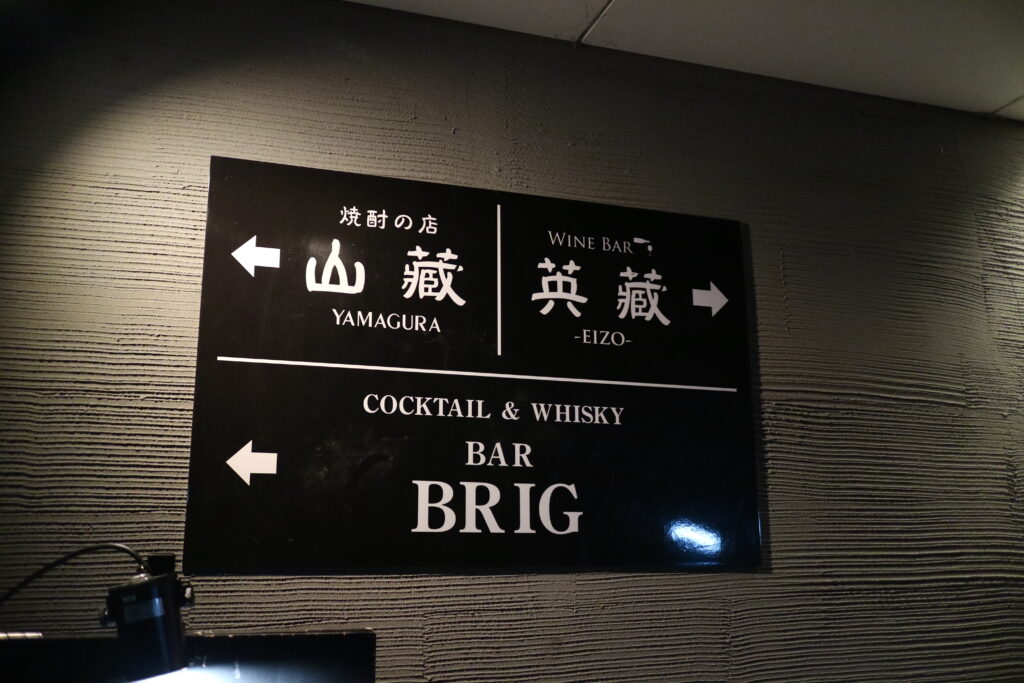 焼酎の店
山藏
YAMAGURA
WINE BAR
英藏
-EIZO-
COCKTAIL & WHISKY
BAR
BRIG